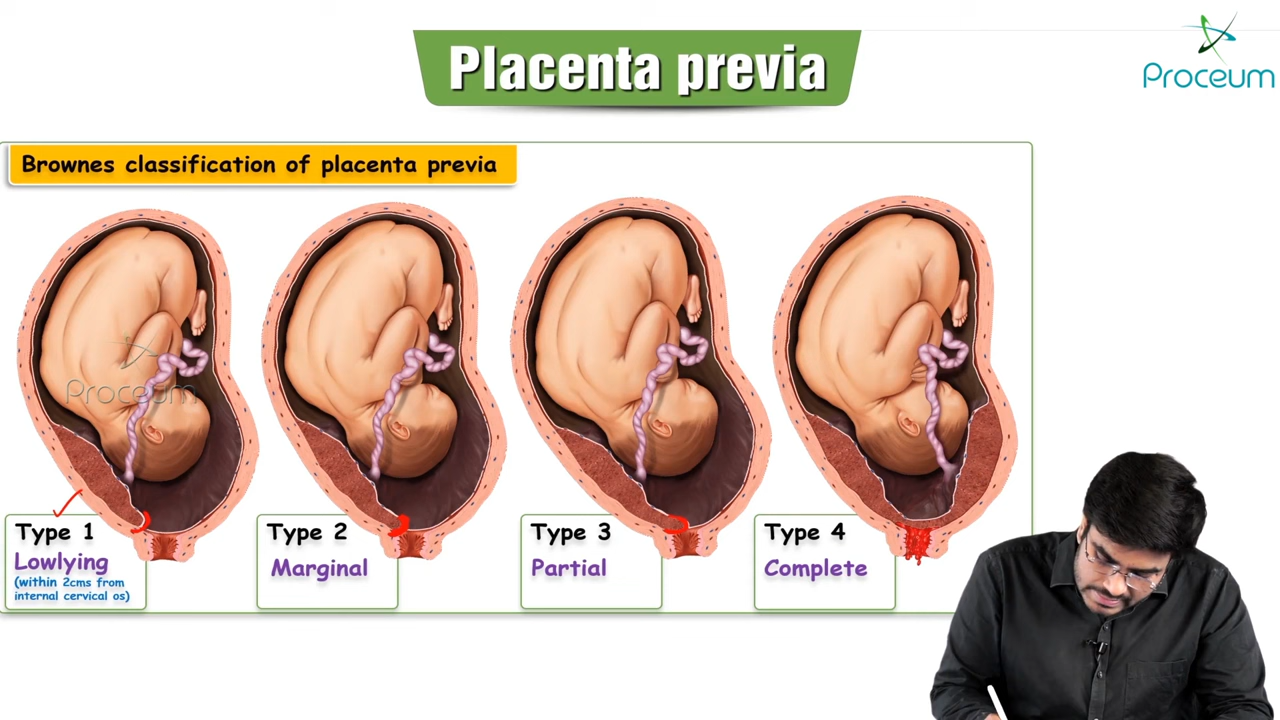 Placenta previa
Proceum
Brownes classification of placenta previa
Proceum
Type 1
Lowlying
(within 2cms from
internal cervical os)
Type 2
Marginal
Type 3
Partial
Type 4
Complete